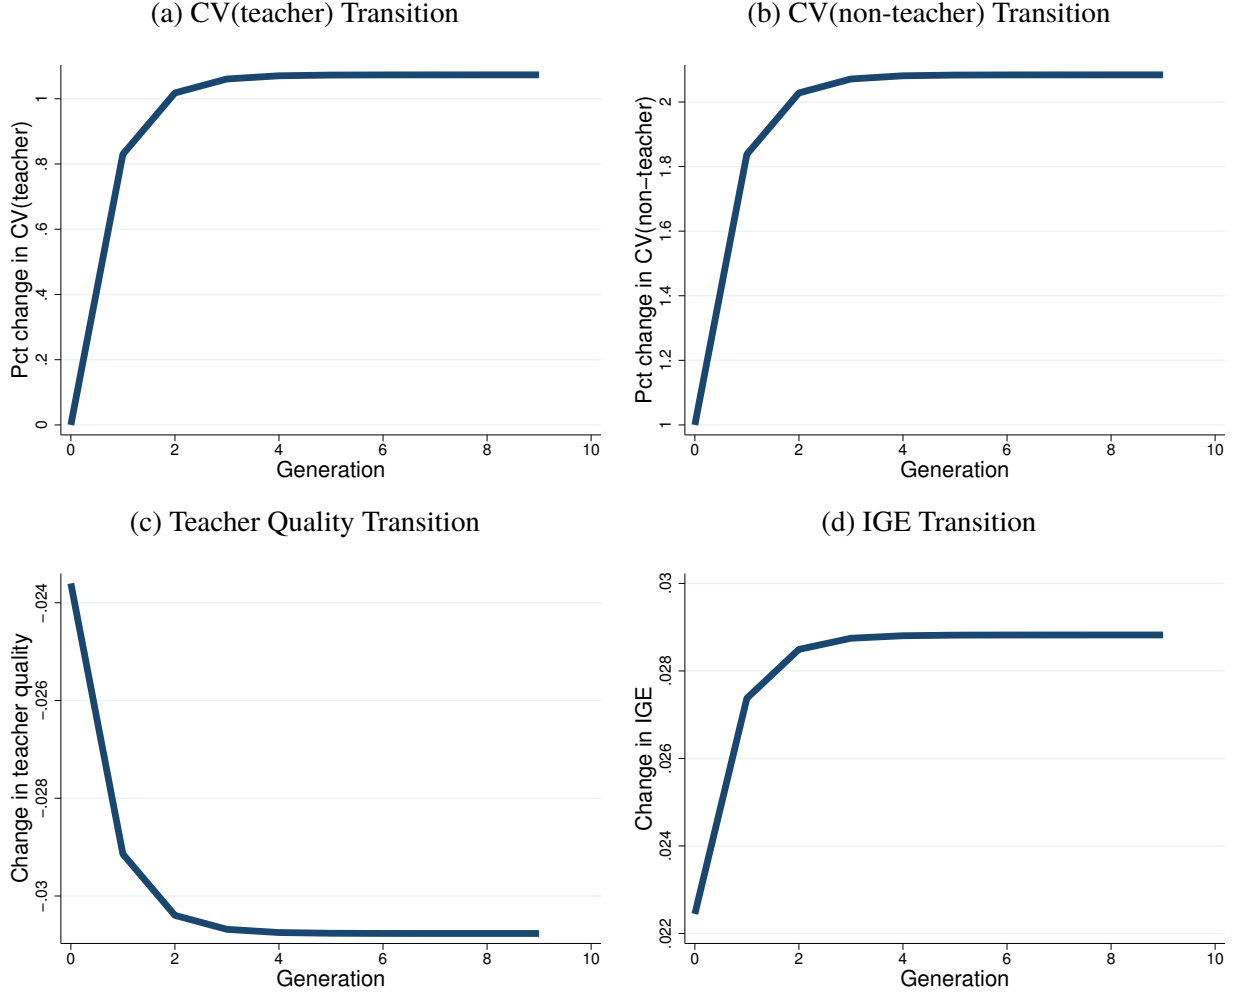 (a) CV(teacher) Transition
Pct change in CV(teacher)
1
.8
.6
.4
.2
0
0 2 4 6 8 10
Generation
(b) CV(non-teacher) Transition
Pct change in CV(non−teacher)
2
1.8
1.6
1.4
1.2
1
0 2 4 6 8 10
Generation
(c) Teacher Quality Transition
Change in teacher quality
−.024
−.026
−.028
−.03
0 2 4 6 8 10
Generation
(d) IGE Transition
Change in IGE
.03
.028
.026
.024
.022
0 2 4 6 8 10
Generation